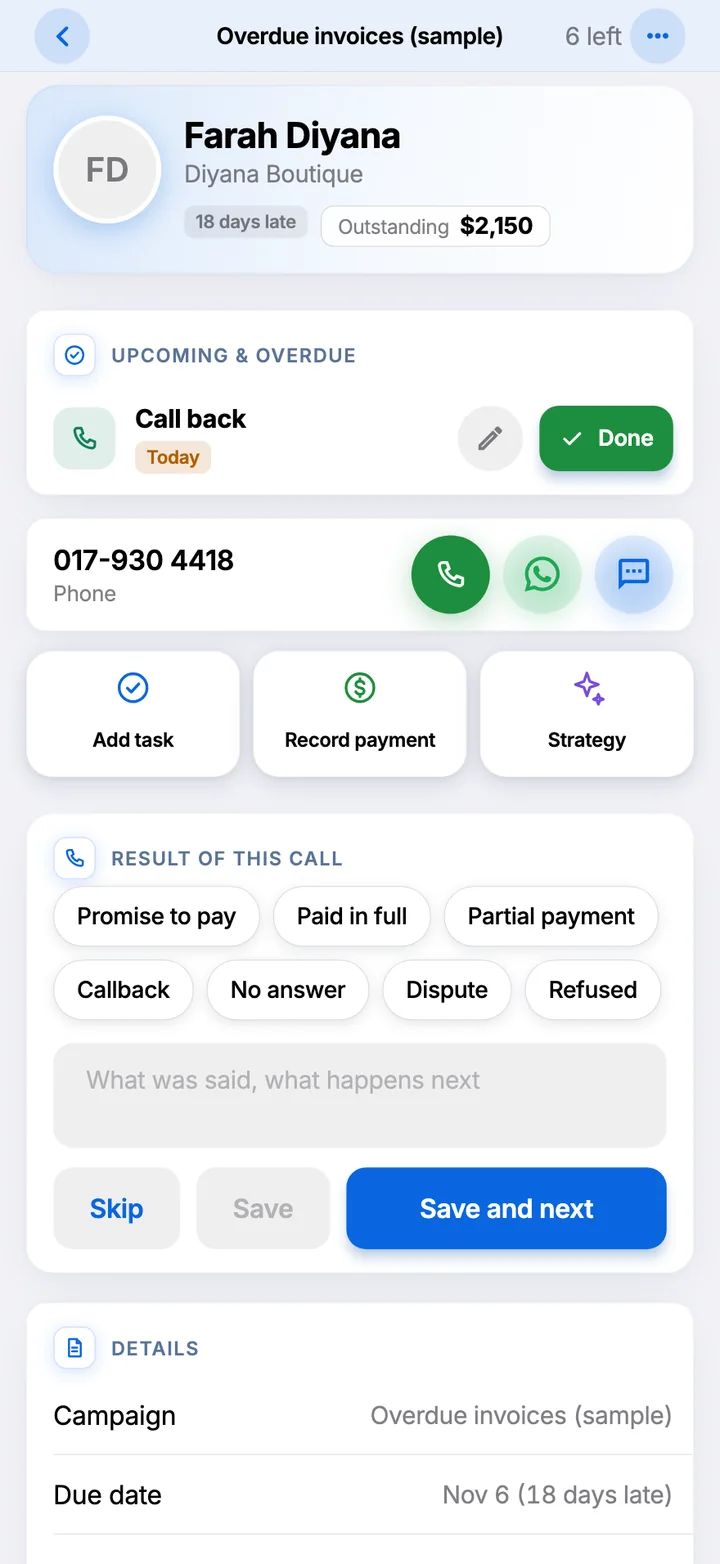 Overdue invoices (sample)
6 left
FD
Farah Diyana
Diyana Boutique
18 days late
Outstanding $2,150
UPCOMING & OVERDUE
Call back
Today
Done
017-930 4418
Phone
Add task
Record payment
Strategy
RESULT OF THIS CALL
Promise to pay
Paid in full
Partial payment
Callback
No answer
Dispute
Refused
What was said, what happens next
Skip
Save
Save and next
DETAILS
Campaign
Overdue invoices (sample)
Due date
Nov 6 (18 days late)